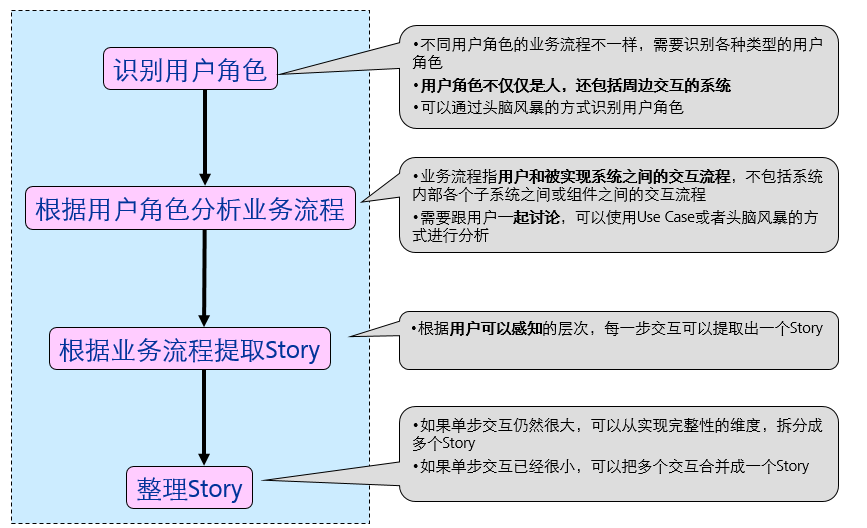 识别用户角色
•不同用户角色的业务流程不一样，需要识别各种类型的用户
角色
•用户角色不仅仅是人，还包括周边交互的系统
•可以通过头脑风暴的方式识别用户角色
根据用户角色分析业务流程
•业务流程指用户和被实现系统之间的交互流程，不包括系统
内部各个子系统之间或组件之间的交互流程
•需要跟用户一起讨论，可以使用Use Case或者头脑风暴的方
式进行分析
根据业务流程提取Story
•根据用户可以感知的层次，每一步交互可以提取出一个Story
整理Story
•如果单步交互仍然很大，可以从实现完整性的维度，拆分成
多个Story
•如果单步交互已经很小，可以把多个交互合并成一个Story